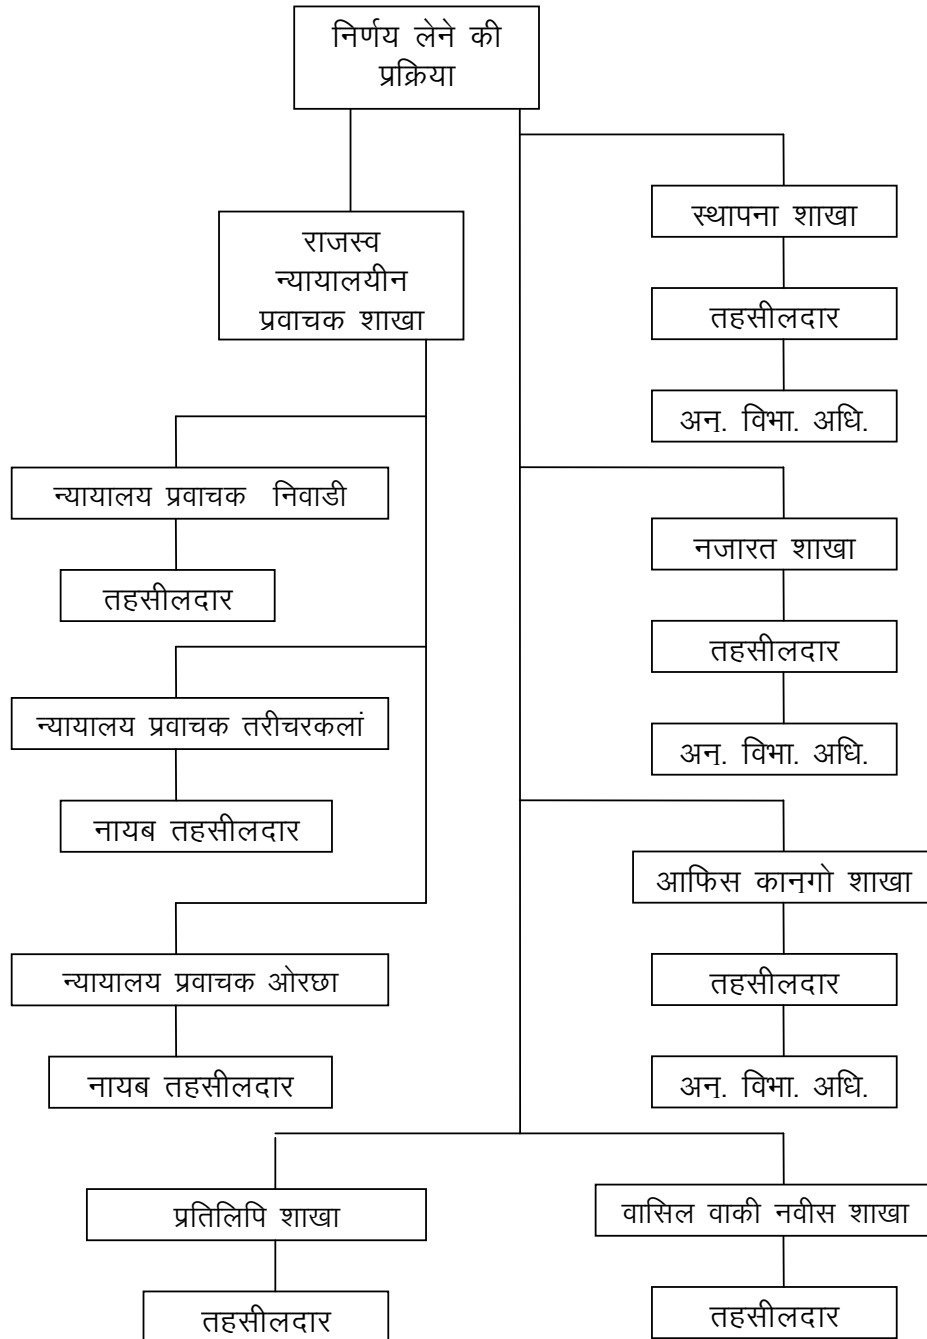 निर्णय लेने की
प्रक्रिया
स्थापना शाखा
राजस्व
न्यायालयीन
प्रवाचक शाखा
तहसीलदार
अनु. विभा. अधि.
न्यायालय प्रवाचक निवाडी
तहसीलदार
नजारत शाखा
तहसीलदार
न्यायालय प्रवाचक तरीचरकलां
अनु. विभा. अधि.
नायब तहसीलदार
आफिस कानूगो शाखा
न्यायालय प्रवाचक ओरछा
तहसीलदार
नायब तहसीलदार
अनु. विभा. अधि.
प्रतिलिपि शाखा
वासिल वाकी नवीस शाखा
तहसीलदार
तहसीलदार